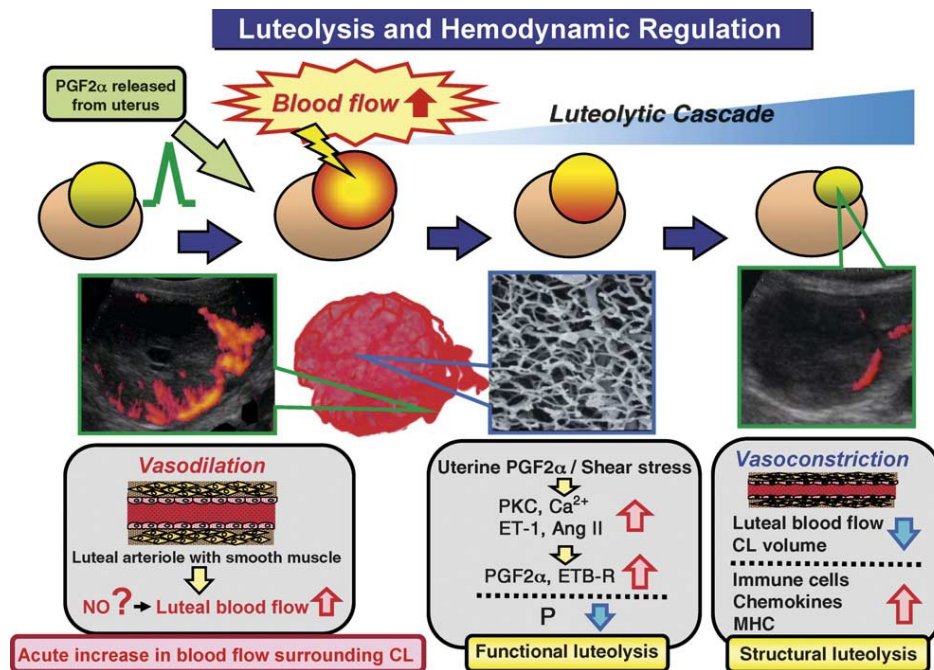 Luteolysis and Hemodynamic Regulation
PGF2α released
from uterus
Blood flow
Luteolytic Cascade
Vasodilation
Luteal arteriole with smooth muscle
NO ? Luteal blood flow
Acute increase in blood flow surrounding CL
Uterine PGF2α / Shear stress
PKC, Ca²⁺
ET-1, Ang II
PGF2α, ETB-R
P
Functional luteolysis
Vasoconstriction
Luteal blood flow
CL volume
Immune cells
Chemokines
MHC
Structural luteolysis